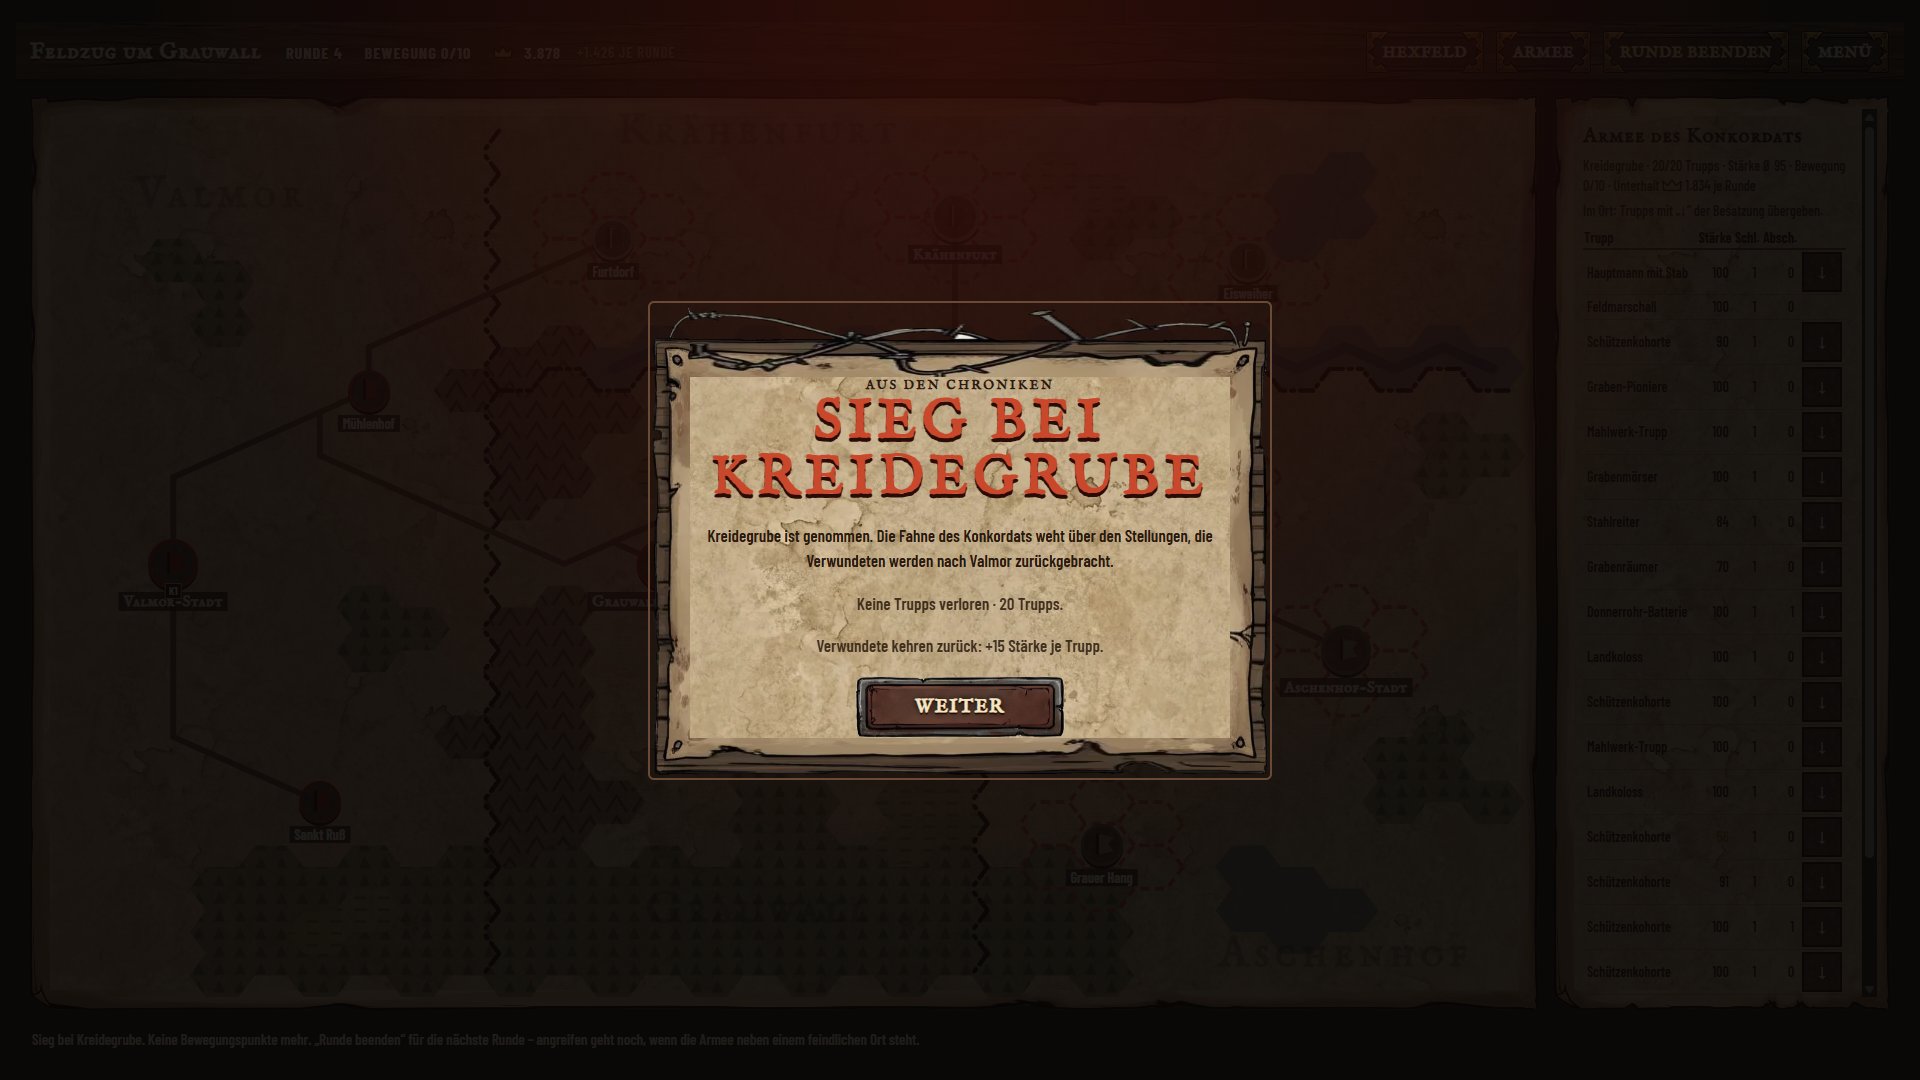 Feldzug um Grauwall RUNDE 4 BEWEGUNG 0/10 3.878 +1.426 JE RUNDE HEXFELD ARMEE RUNDE BEENDEN MENÜ
Krähenfurt
Valmor
Furtdorf
Krähenfurt
Eisweiher
Mühlenhof
Valmor-Stadt
K1
Aschenhof-Stadt
Sankt Ruß
Grauer Hang
Grauwall
Aschenhof
AUS DEN CHRONIKEN
SIEG BEI
KREIDEGRUBE
Kreidegrube ist genommen. Die Fahne des Konkordats weht über den Stellungen, die
Verwundeten werden nach Valmor zurückgebracht.
Keine Trupps verloren · 20 Trupps.
Verwundete kehren zurück: +15 Stärke je Trupp.
WEITER
Armee des Konkordats
Kreidegrube · 20/20 Trupps · Stärke Ø 95 · Bewegung
0/10 · Unterhalt 1.834 je Runde
Im Ort: Trupps mit „↓“ der Besatzung übergeben.
Trupp Stärke Schl. Absch.
Hauptmann mit Stab 100 1 0 ↓
Feldmarschall 100 1 0
Schützenkohorte 90 1 0 ↓
Graben-Pioniere 100 1 0 ↓
Mahlwerk-Trupp 100 1 0 ↓
Grabenmörser 100 1 0 ↓
Stahlreiter 84 1 0 ↓
Grabenräumer 70 1 0 ↓
Donnerrohr-Batterie 100 1 1 ↓
Landkoloss 100 1 0 ↓
Schützenkohorte 100 1 0 ↓
Mahlwerk-Trupp 100 1 0 ↓
Landkoloss 100 1 0 ↓
Schützenkohorte 1 0 ↓
Schützenkohorte 91 1 0 ↓
Schützenkohorte 100 1 1 ↓
Schützenkohorte 100 1 0 ↓
Sieg bei Kreidegrube. Keine Bewegungspunkte mehr. „Runde beenden“ für die nächste Runde – angreifen geht noch, wenn die Armee neben einem feindlichen Ort steht.